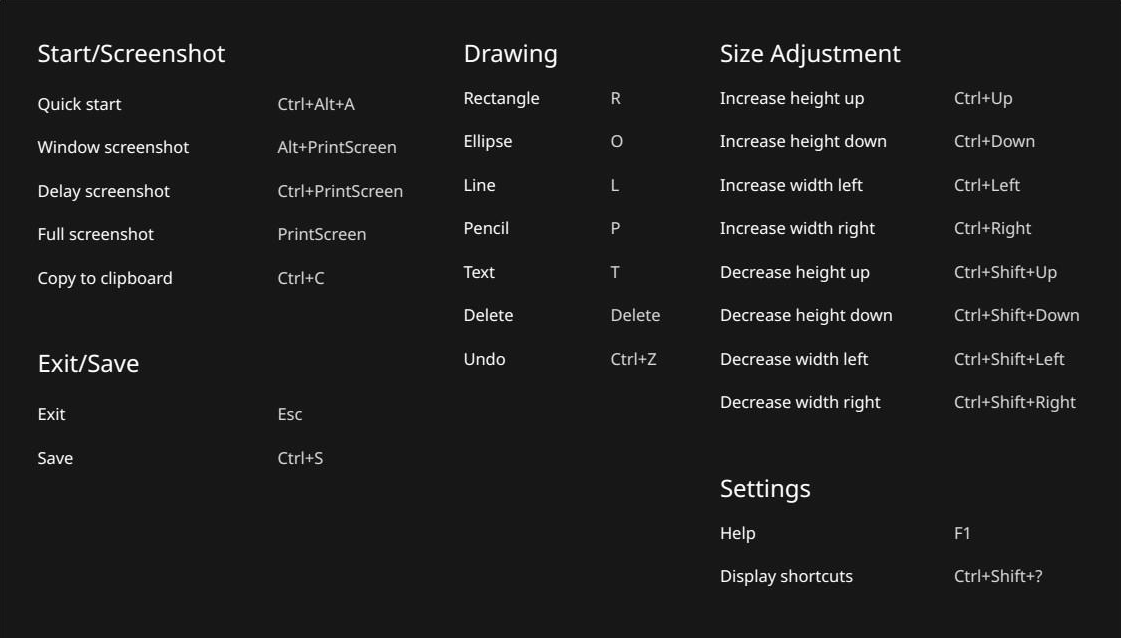 Start/Screenshot
Quick start Ctrl+Alt+A
Window screenshot Alt+PrintScreen
Delay screenshot Ctrl+PrintScreen
Full screenshot PrintScreen
Copy to clipboard Ctrl+C
Exit/Save
Exit Esc
Save Ctrl+S
Drawing
Rectangle R
Ellipse O
Line L
Pencil P
Text T
Delete Delete
Undo Ctrl+Z
Size Adjustment
Increase height up Ctrl+Up
Increase height down Ctrl+Down
Increase width left Ctrl+Left
Increase width right Ctrl+Right
Decrease height up Ctrl+Shift+Up
Decrease height down Ctrl+Shift+Down
Decrease width left Ctrl+Shift+Left
Decrease width right Ctrl+Shift+Right
Settings
Help F1
Display shortcuts Ctrl+Shift+?